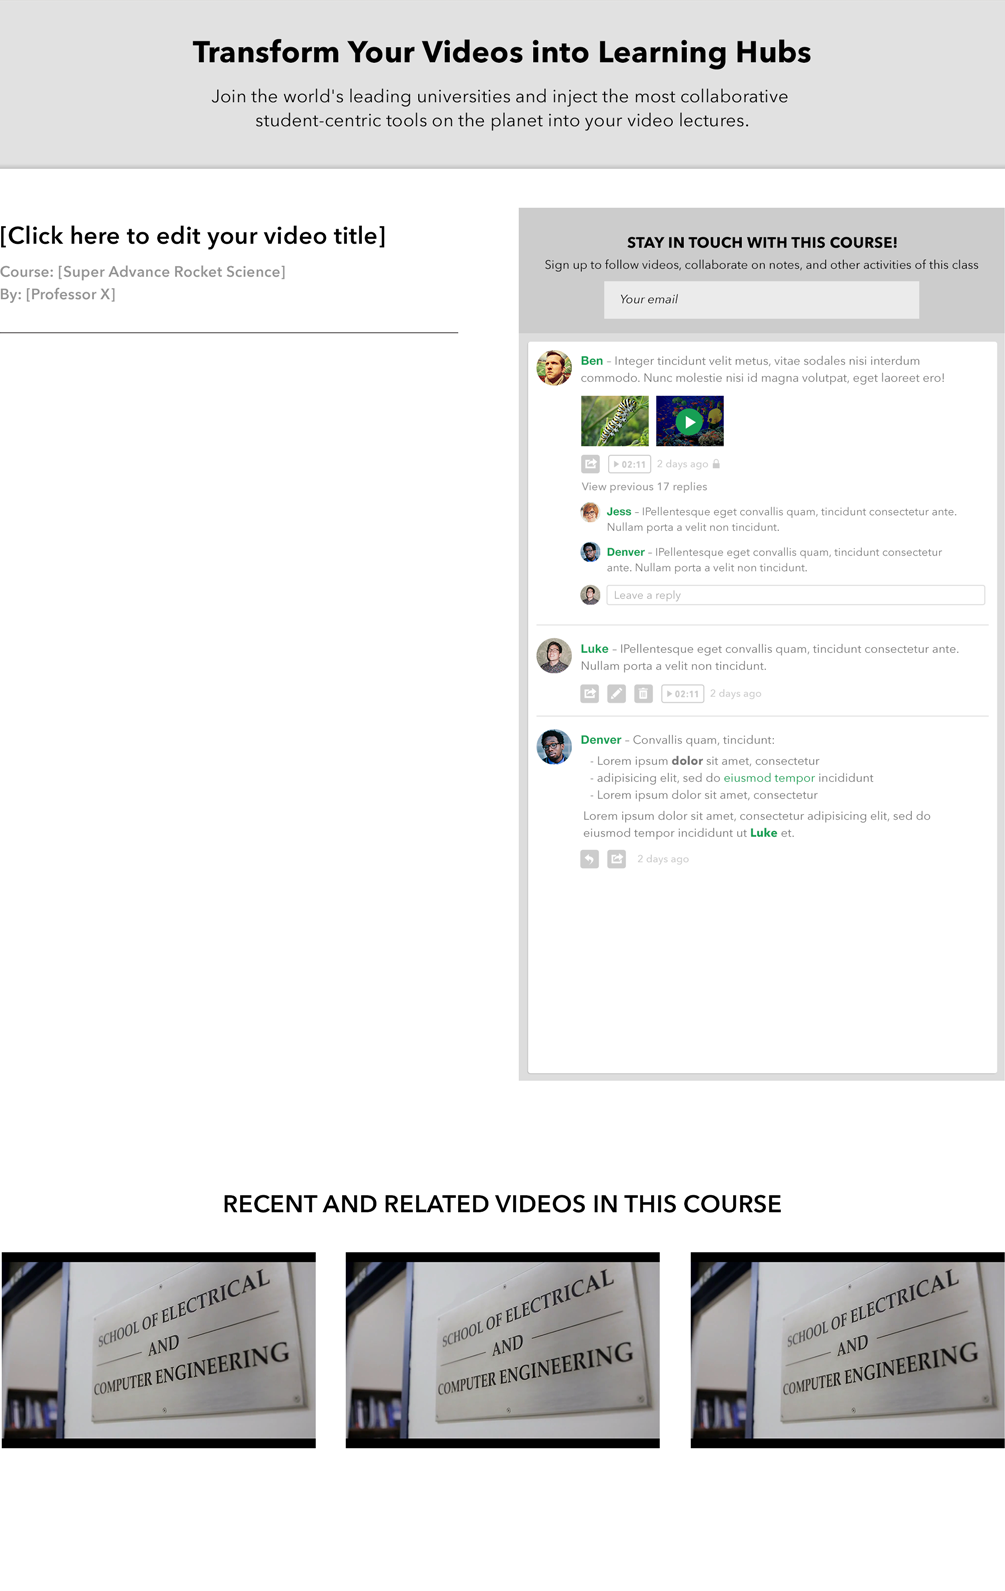 Transform Your Videos into Learning Hubs
Join the world's leading universities and inject the most collaborative
student-centric tools on the planet into your video lectures.
[Click here to edit your video title]
Course: [Super Advance Rocket Science]
By: [Professor X]
STAY IN TOUCH WITH THIS COURSE!
Sign up to follow videos, collaborate on notes, and other activities of this class
Your email
Ben – Integer tincidunt velit metus, vitae sodales nisi interdum
commodo. Nunc molestie nisi id magna volutpat, eget laoreet ero!
02:11 2 days ago
View previous 17 replies
Jess – IPellentesque eget convallis quam, tincidunt consectetur ante.
Nullam porta a velit non tincidunt.
Denver – IPellentesque eget convallis quam, tincidunt consectetur
ante. Nullam porta a velit non tincidunt.
Leave a reply
Luke – IPellentesque eget convallis quam, tincidunt consectetur ante.
Nullam porta a velit non tincidunt.
02:11 2 days ago
Denver – Convallis quam, tincidunt:
- Lorem ipsum dolor sit amet, consectetur
- adipisicing elit, sed do eiusmod tempor incididunt
- Lorem ipsum dolor sit amet, consectetur
Lorem ipsum dolor sit amet, consectetur adipisicing elit, sed do
eiusmod tempor incididunt ut Luke et.
2 days ago
RECENT AND RELATED VIDEOS IN THIS COURSE
SCHOOL OF ELECTRICAL
AND
COMPUTER ENGINEERING
SCHOOL OF ELECTRICAL
AND
COMPUTER ENGINEERING
SCHOOL OF ELECTRICAL
AND
COMPUTER ENGINEERING